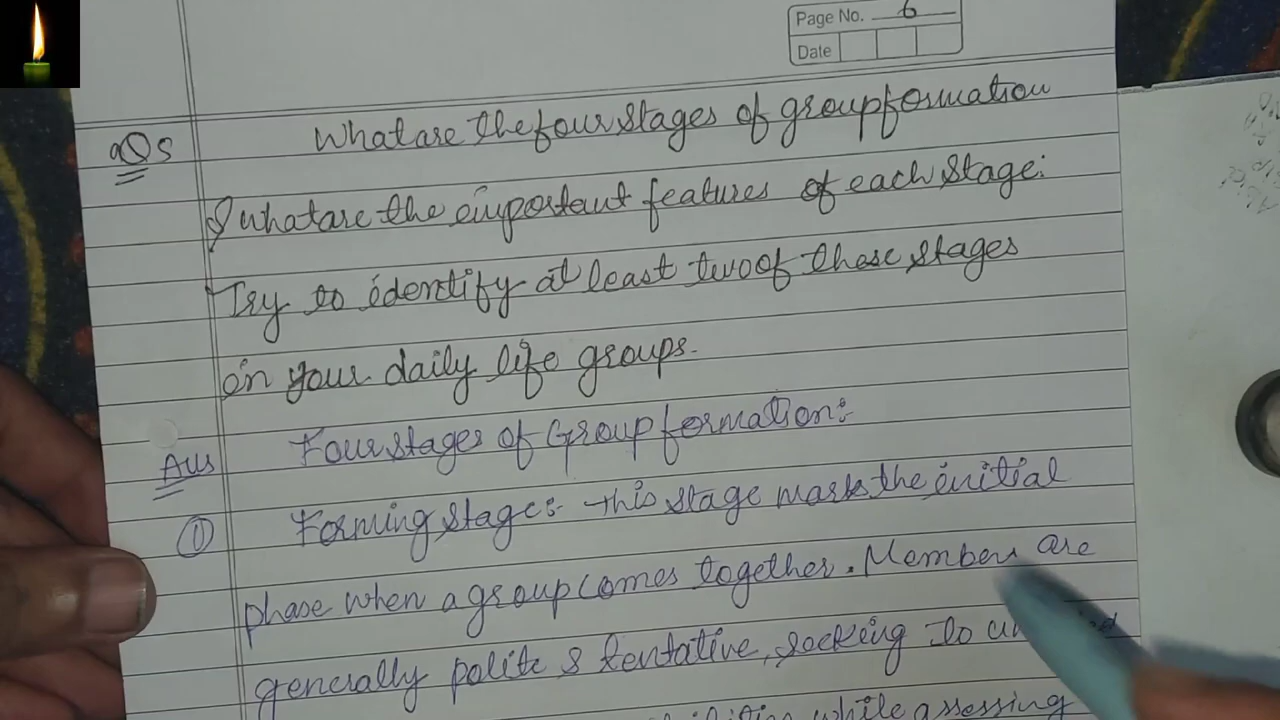 Page No. 6
Date
Q5 What are the four stages of group formation
& what are the important features of each stage.
Try to identify at least two of these stages
in your daily life groups.
Ans Four stages of Group formation:
① Forming stage: This stage marks the initial
phase when a group comes together. Members are
generally polite & tentative, seeking to
while assessing